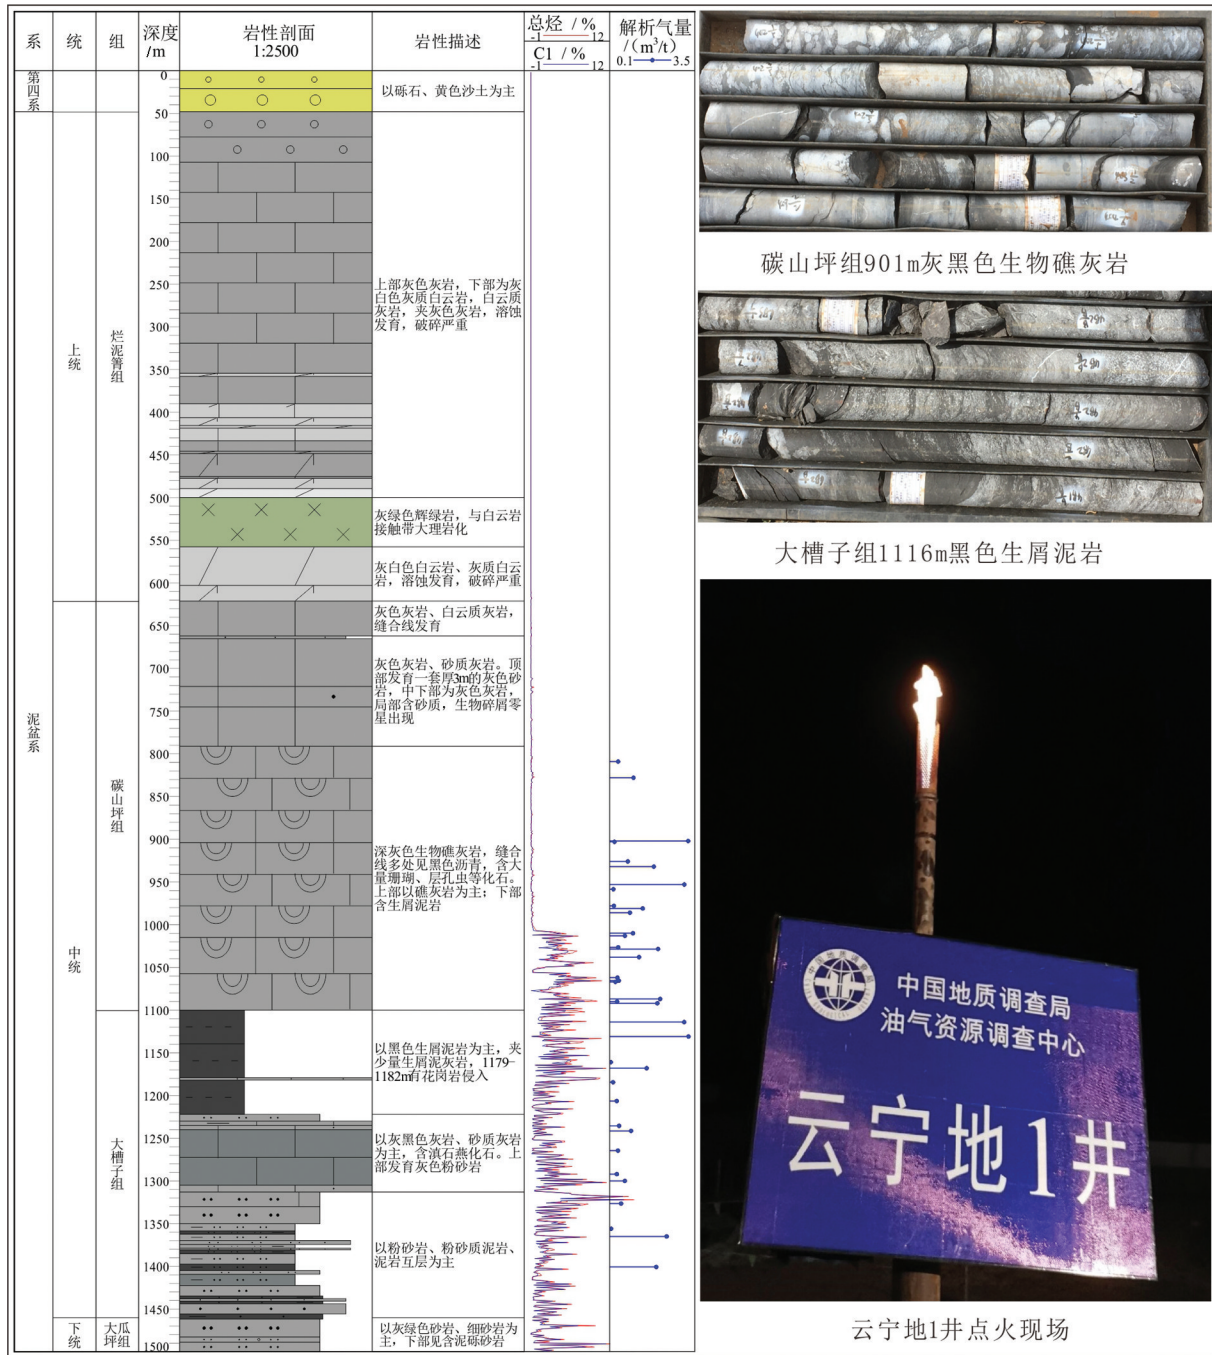 系
统
组
深度
/m
岩性剖面
1:2500
岩性描述
总烃 / %
-1 12
C1 / %
-1 12
解析气量
/(m³/t)
0.1 3.5
第四系
泥盆系
上统
中统
下统
烂泥箐组
碳山坪组
大槽子组
大瓜坪组
0
50
100
150
200
250
300
350
400
450
500
550
600
650
700
750
800
850
900
950
1000
1050
1100
1150
1200
1250
1300
1350
1400
1450
1500
以砾石、黄色沙土为主
上部灰色灰岩，下部为灰
白色灰质白云岩，白云质
灰岩，夹灰色灰岩，溶蚀
发育，破碎严重
灰绿色辉绿岩，与白云岩
接触带大理岩化
灰白色白云岩、灰质白云
岩，溶蚀发育，破碎严重
灰色灰岩、白云质灰岩，
缝合线发育
灰色灰岩、砂质灰岩。顶
部发育一套厚3m的灰色砂
岩，中下部为灰色灰岩，
局部含砂质，生物碎屑零
星出现
深灰色生物礁灰岩，缝合
线多处见黑色沥青，含大
量珊瑚、层孔虫等化石。
上部以礁灰岩为主；下部
含生屑泥岩
以黑色生屑泥岩为主，夹
少量生屑泥灰岩，1179-
1182m有花岗岩侵入
以灰黑色灰岩、砂质灰岩
为主，含滇石燕化石。上
部发育灰色粉砂岩
以粉砂岩、粉砂质泥岩、
泥岩互层为主
以灰绿色砂岩、细砂岩为
主，下部见含泥砾砂岩
碳山坪组901m灰黑色生物礁灰岩
大槽子组1116m黑色生屑泥岩
中国地质调查局
油气资源调查中心
云宁地1井
云宁地1井点火现场